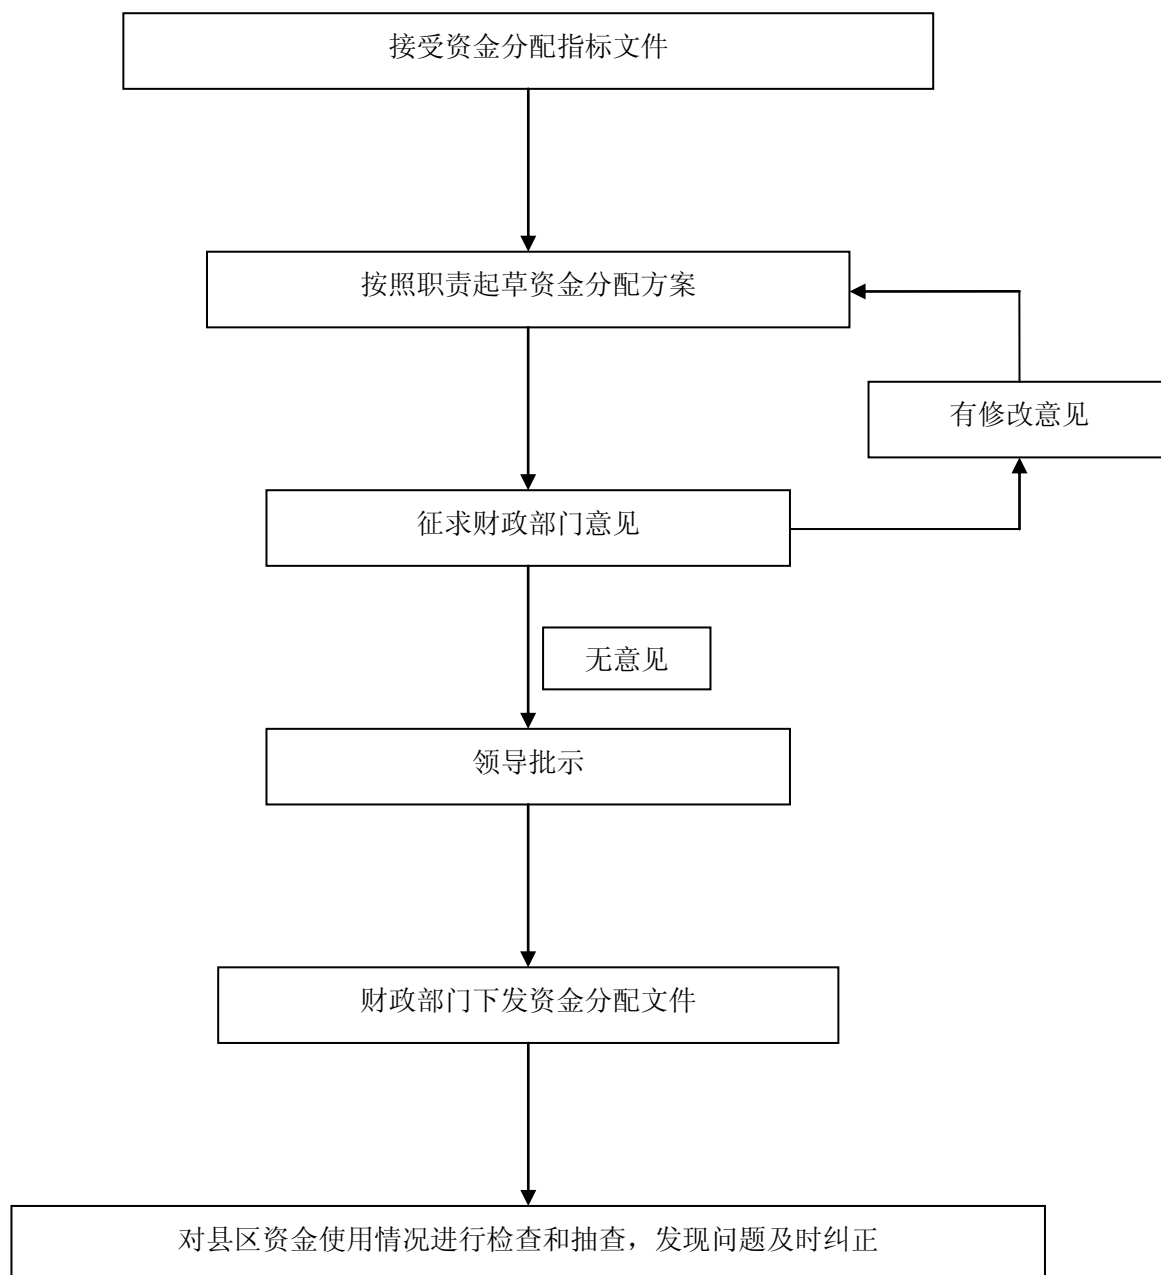 接受资金分配指标文件
按照职责起草资金分配方案
有修改意见
征求财政部门意见
无意见
领导批示
财政部门下发资金分配文件
对县区资金使用情况进行检查和抽查，发现问题及时纠正